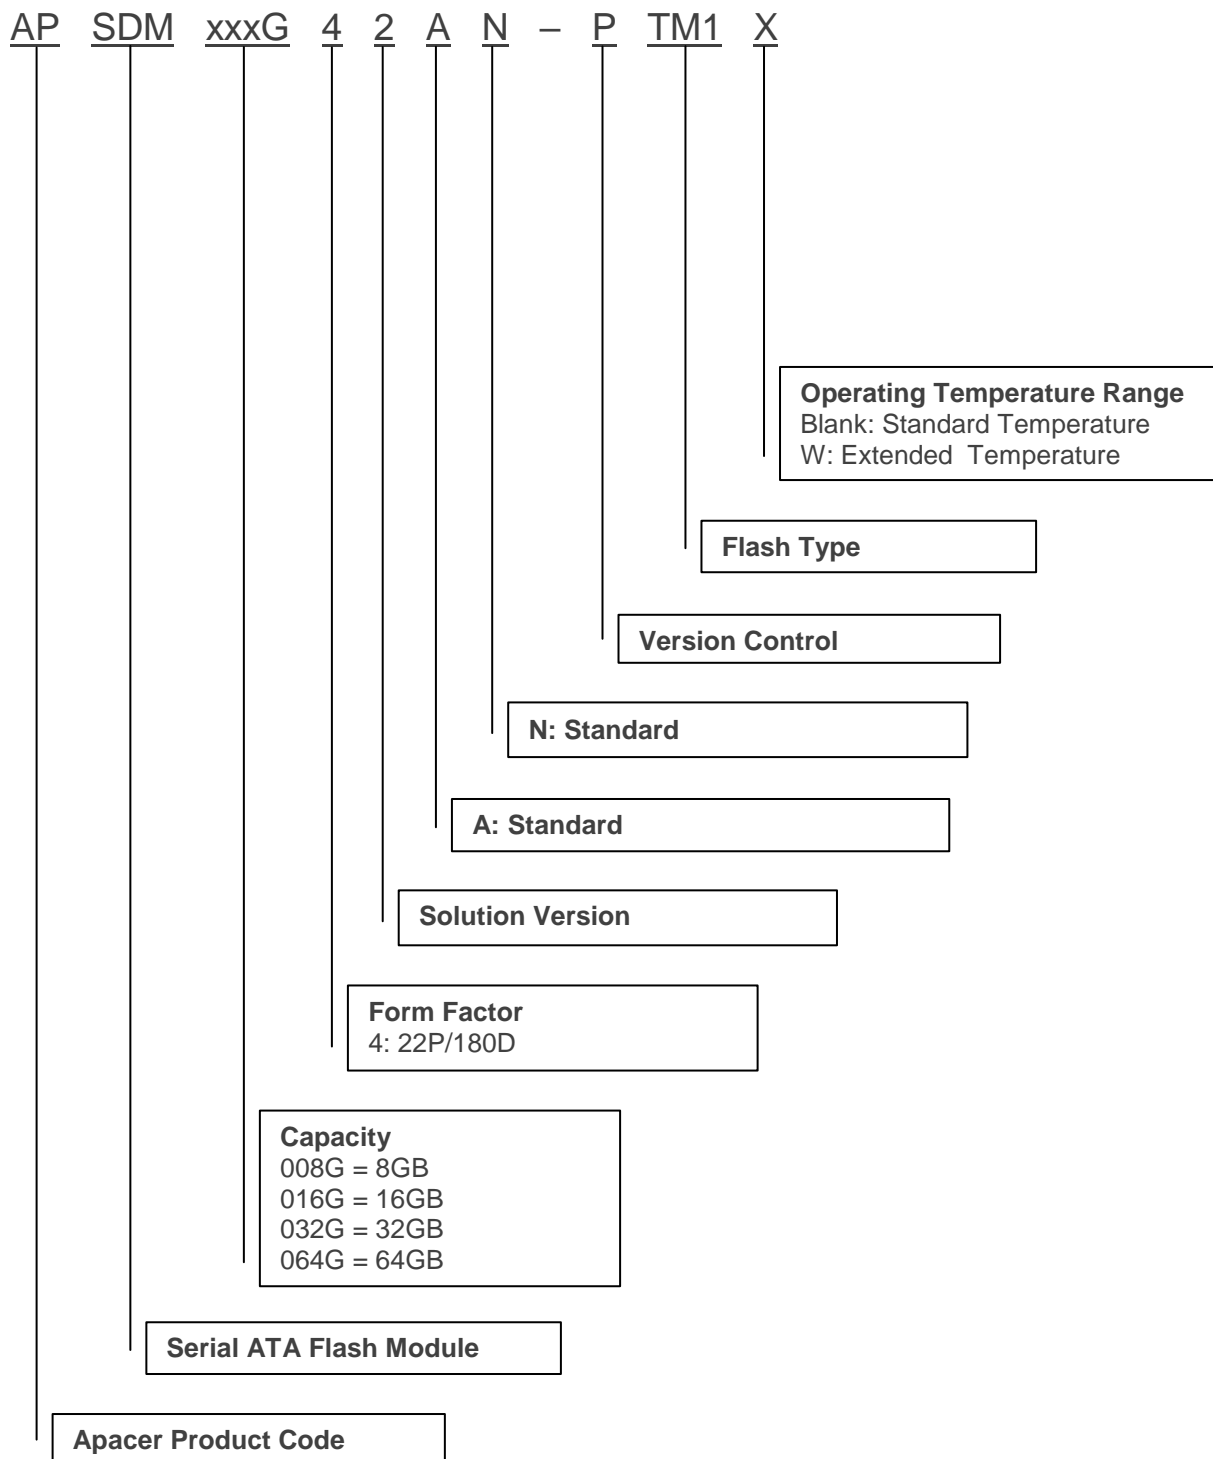 AP SDM xxxG 4 2 A N – P TM1 X
Operating Temperature Range
Blank: Standard Temperature
W: Extended Temperature
Flash Type
Version Control
N: Standard
A: Standard
Solution Version
Form Factor
4: 22P/180D
Capacity
008G = 8GB
016G = 16GB
032G = 32GB
064G = 64GB
Serial ATA Flash Module
Apacer Product Code